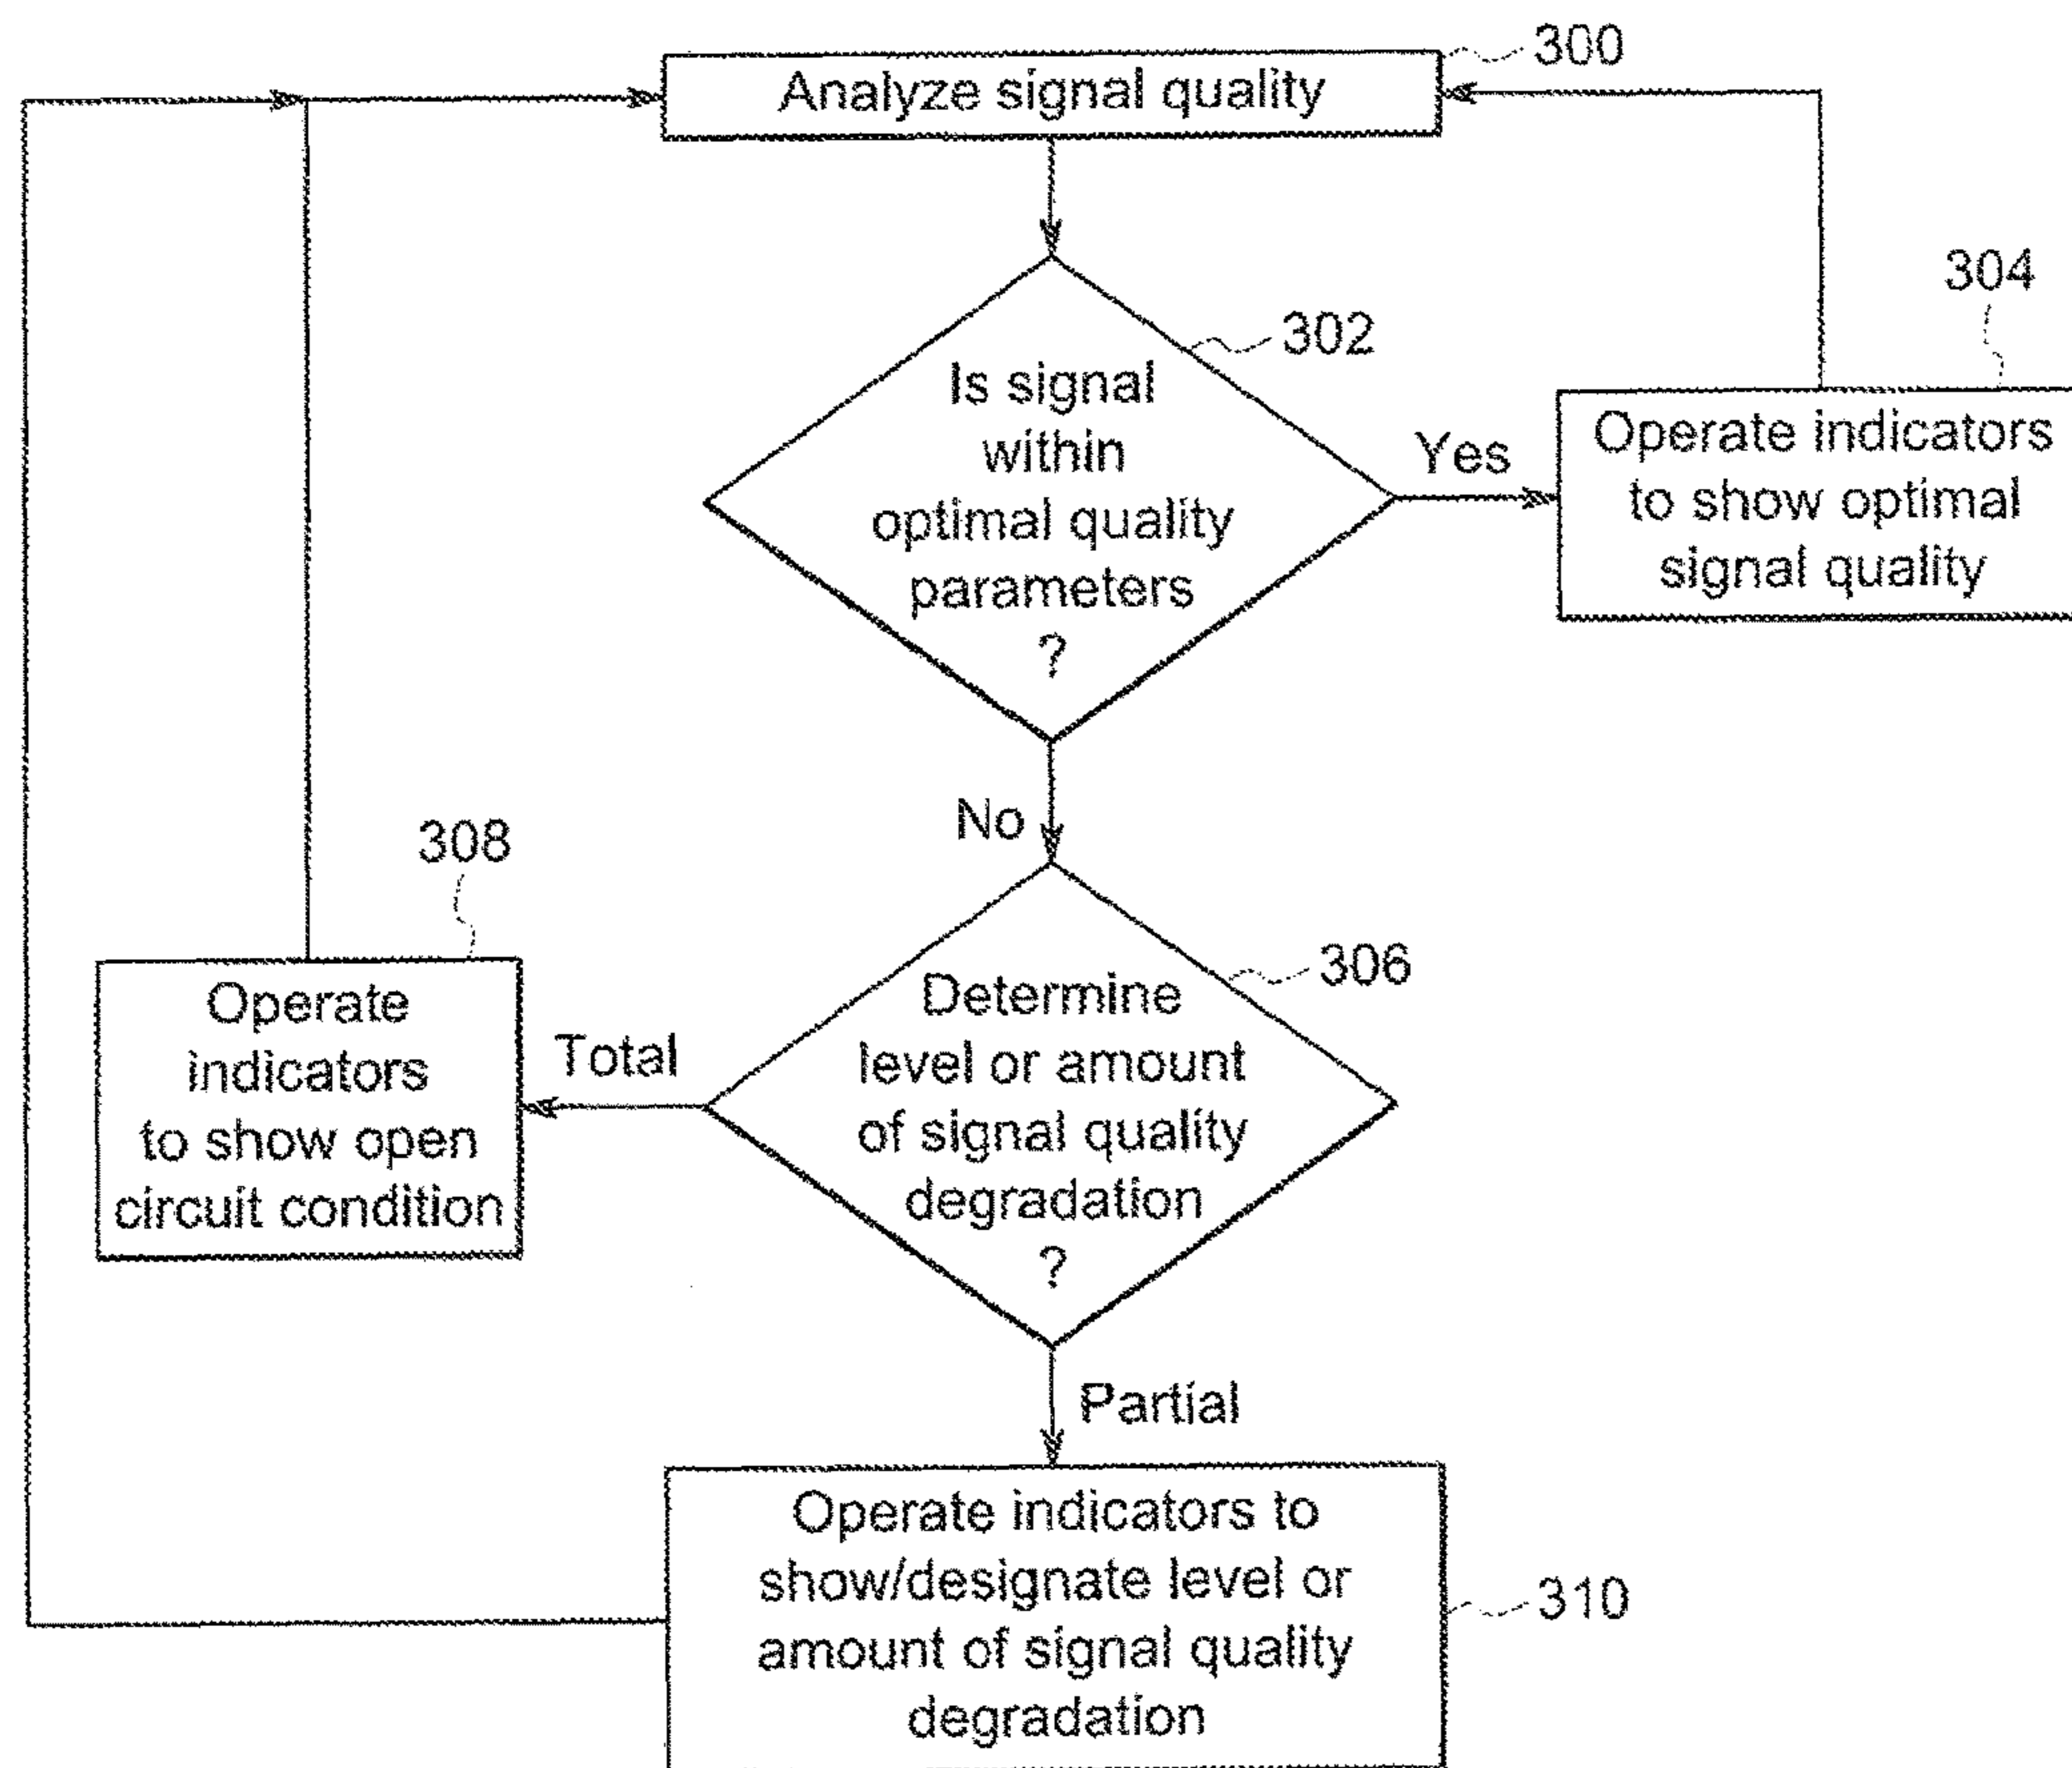 300
Analyze signal quality
302
Is signal
within
optimal quality
parameters
?
Yes
304
Operate indicators
to show optimal
signal quality
No
306
Determine
level or amount
of signal quality
degradation
?
Total
308
Operate
indicators
to show open
circuit condition
Partial
Operate indicators to
show/designate level or
amount of signal quality
degradation
310